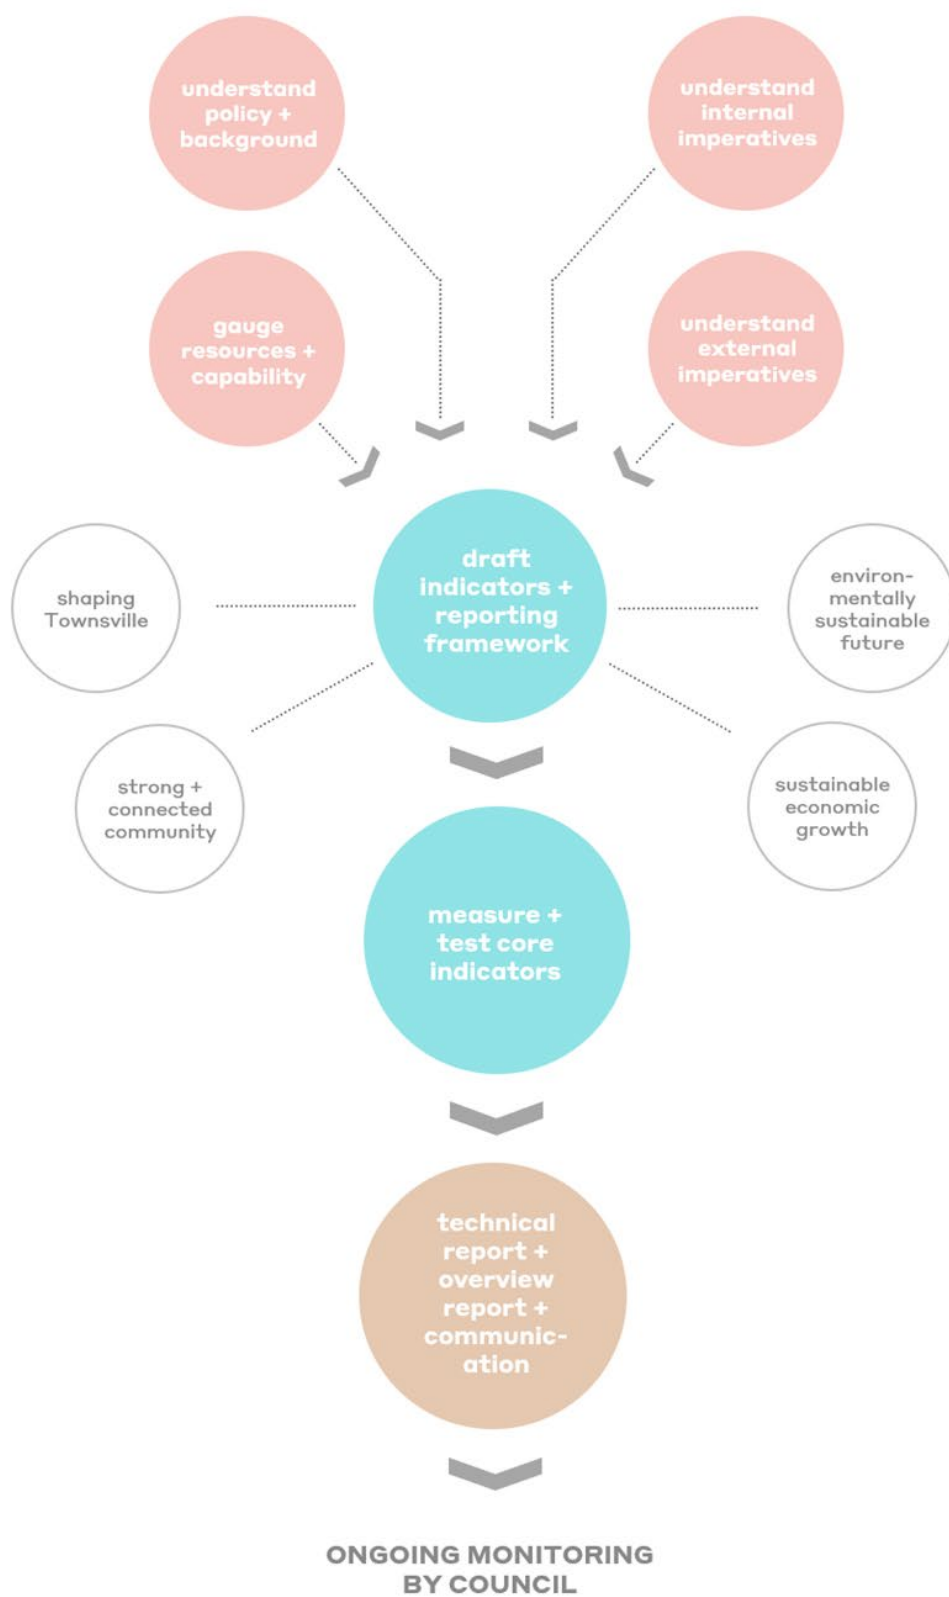 understand
policy +
background
understand
internal
imperatives
gauge
resources +
capability
understand
external
imperatives
draft
indicators +
reporting
framework
shaping
Townsville
environ-
mentally
sustainable
future
strong +
connected
community
sustainable
economic
growth
measure +
test core
indicators
technical
report +
overview
report +
communic-
ation
ONGOING MONITORING
BY COUNCIL